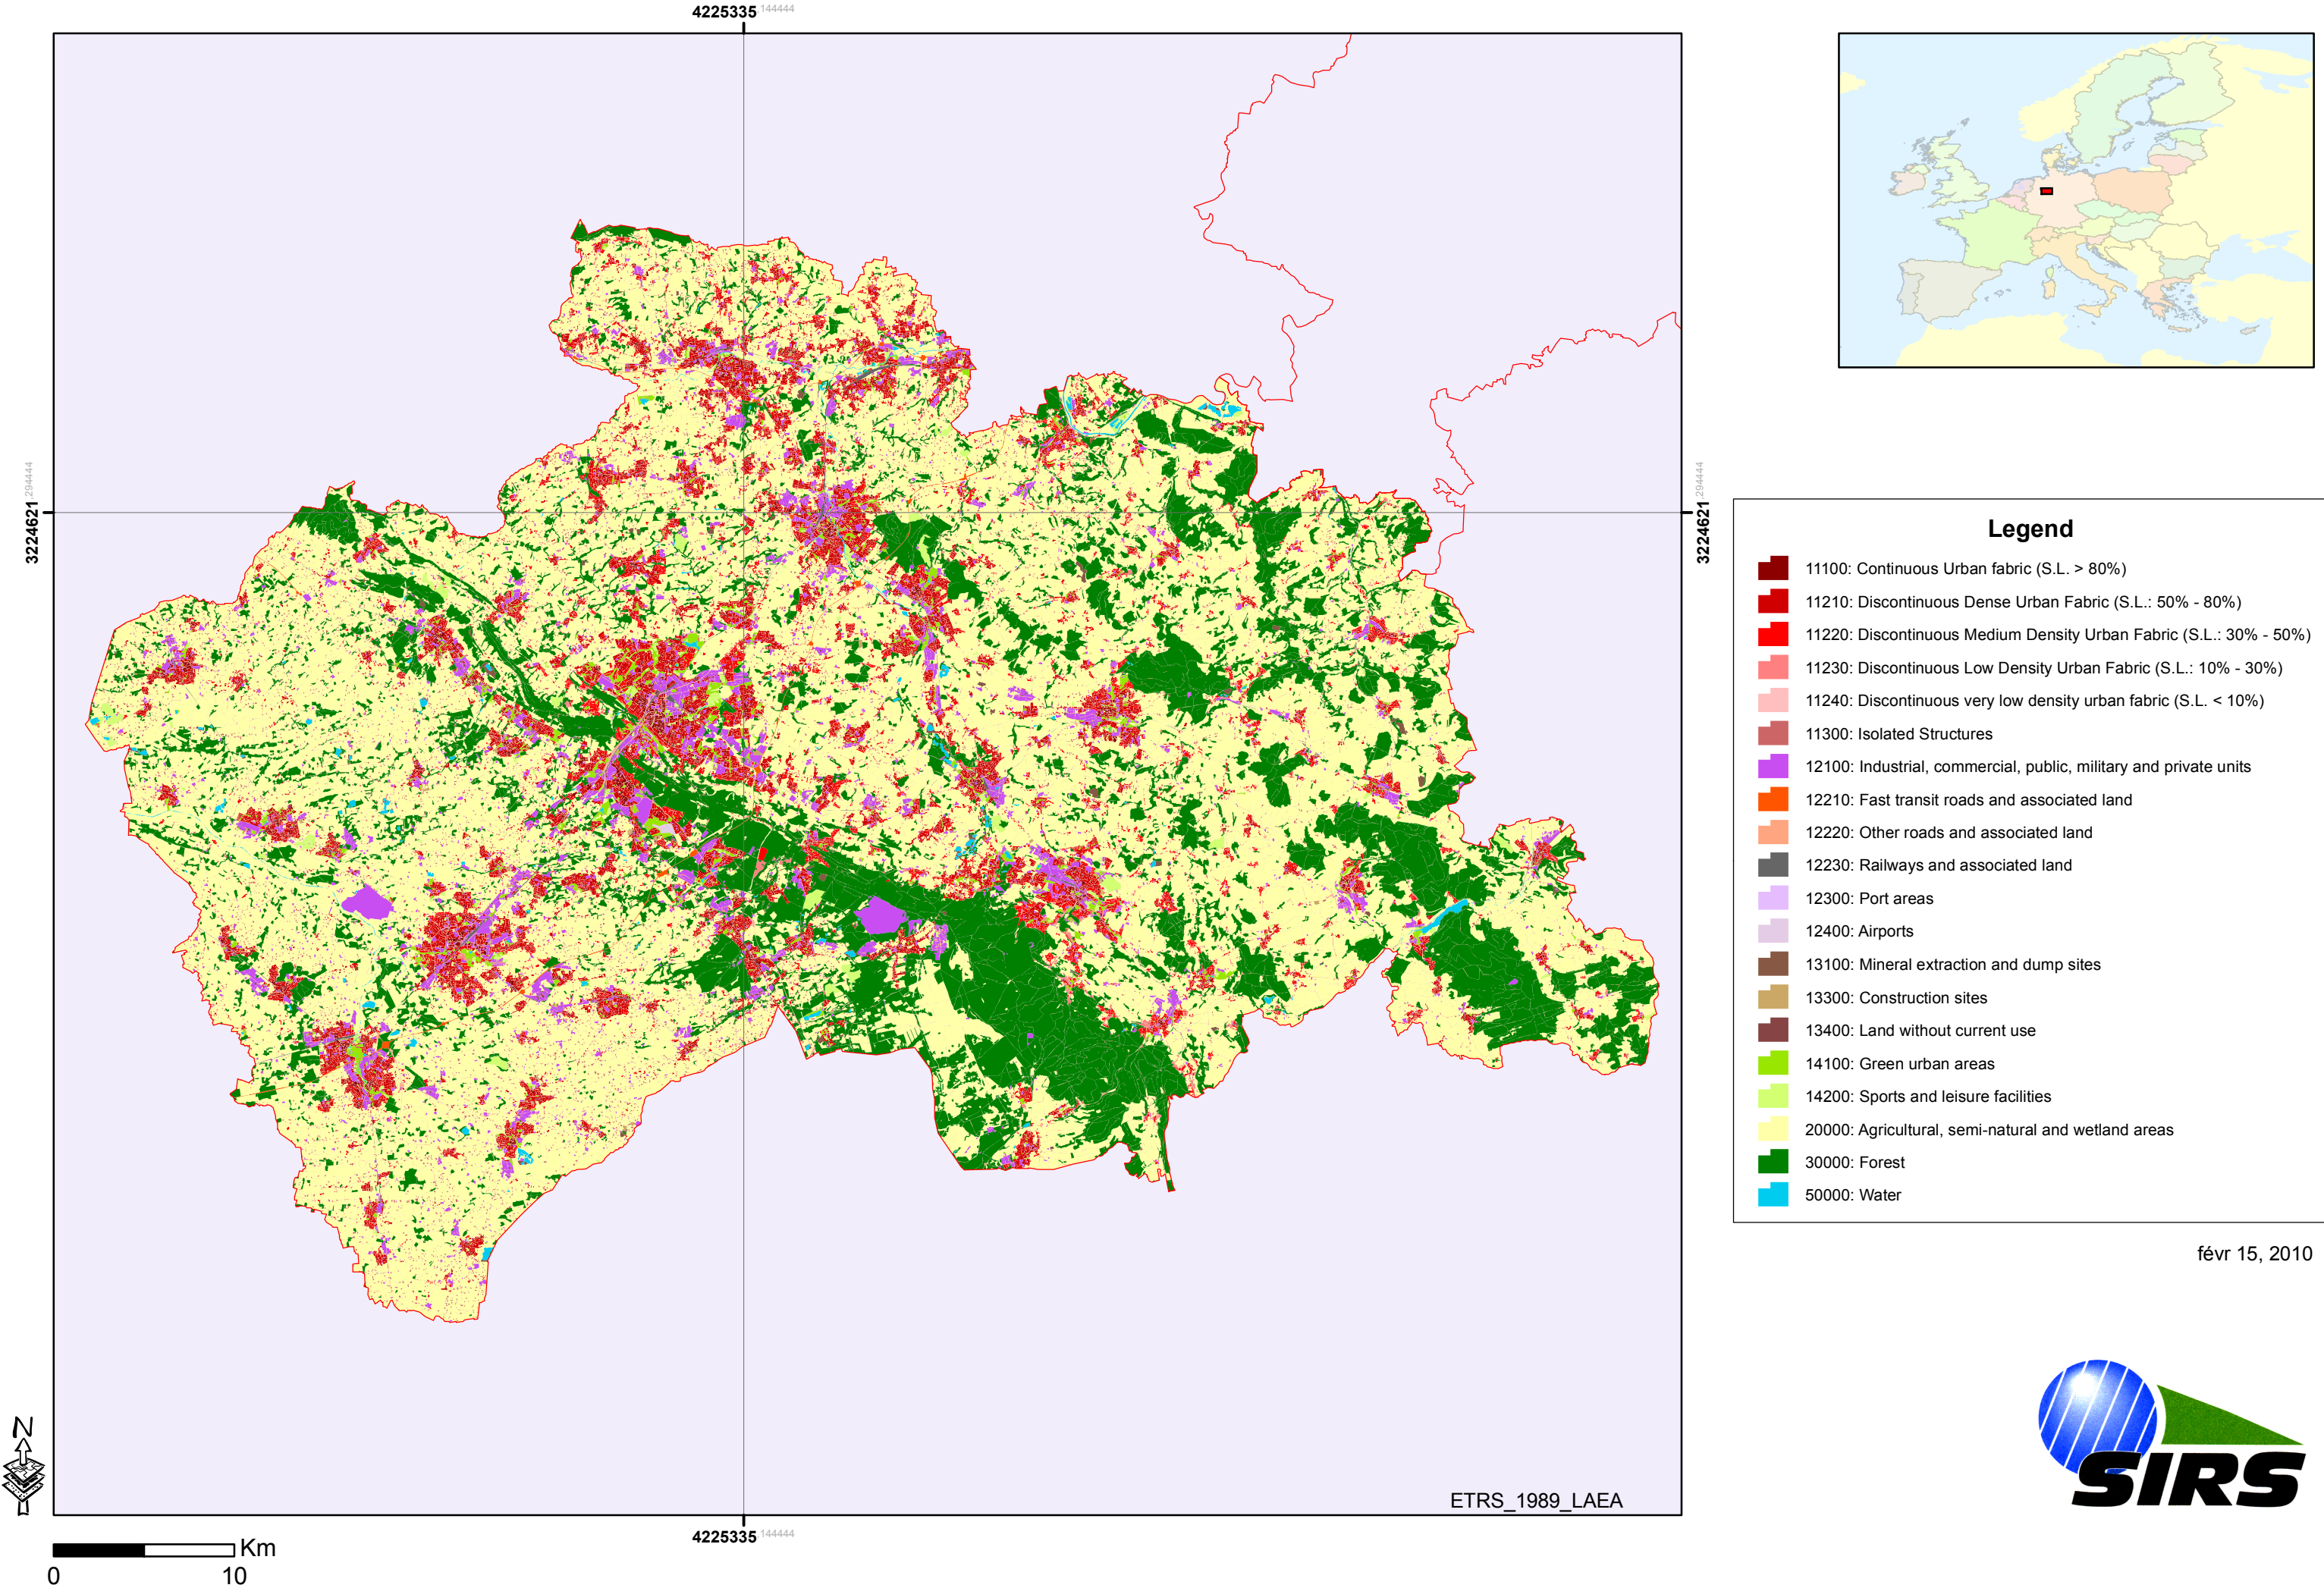 4225335,144444
3224621,294444
3224621,294444
Legend
11100: Continuous Urban fabric (S.L. > 80%)
11210: Discontinuous Dense Urban Fabric (S.L.: 50% - 80%)
11220: Discontinuous Medium Density Urban Fabric (S.L.: 30% - 50%)
11230: Discontinuous Low Density Urban Fabric (S.L.: 10% - 30%)
11240: Discontinuous very low density urban fabric (S.L. < 10%)
11300: Isolated Structures
12100: Industrial, commercial, public, military and private units
12210: Fast transit roads and associated land
12220: Other roads and associated land
12230: Railways and associated land
12300: Port areas
12400: Airports
13100: Mineral extraction and dump sites
13300: Construction sites
13400: Land without current use
14100: Green urban areas
14200: Sports and leisure facilities
20000: Agricultural, semi-natural and wetland areas
30000: Forest
50000: Water
févr 15, 2010
SIRS
N
ETRS_1989_LAEA
4225335,144444
Km
0 10